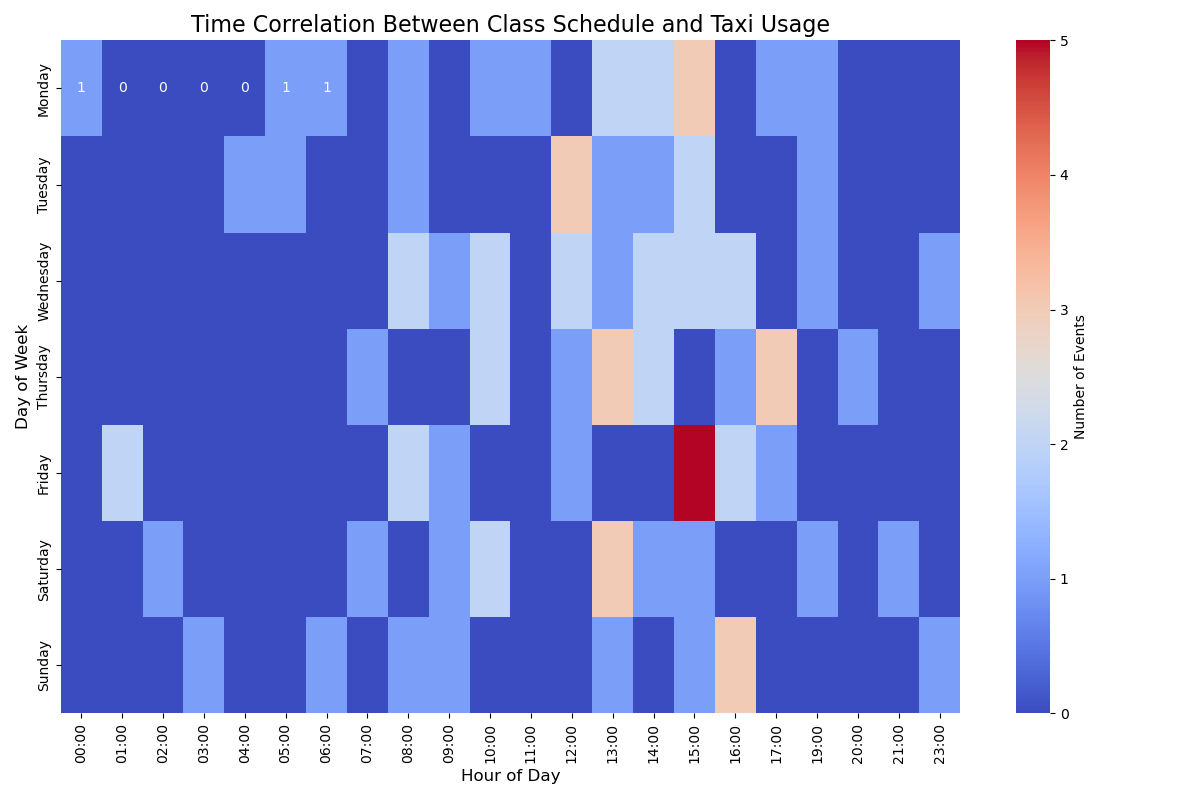 Time Correlation Between Class Schedule and Taxi Usage
Day of Week
Monday
1 0 0 0 0 1 1
Tuesday
Wednesday
Thursday
Friday
Saturday
Sunday
00:00 01:00 02:00 03:00 04:00 05:00 06:00 07:00 08:00 09:00 10:00 11:00 12:00 13:00 14:00 15:00 16:00 17:00 19:00 20:00 21:00 23:00
Hour of Day
5
4
3
2
1
0
Number of Events